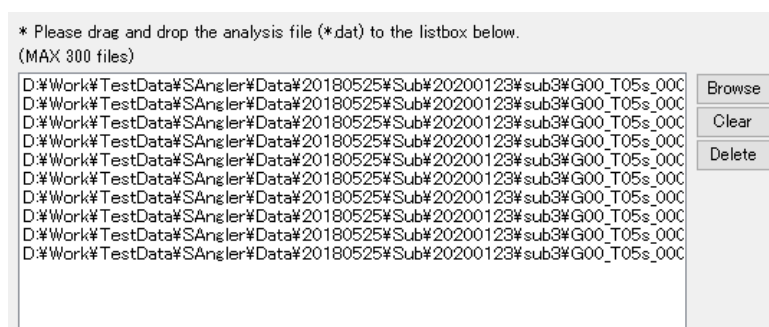 * Please drag and drop the analysis file (*.dat) to the listbox below.
(MAX 300 files)
D:¥Work¥TestData¥SAngler¥Data¥20180525¥Sub¥20200123¥sub3¥G00_T05s_000
D:¥Work¥TestData¥SAngler¥Data¥20180525¥Sub¥20200123¥sub3¥G00_T05s_000
D:¥Work¥TestData¥SAngler¥Data¥20180525¥Sub¥20200123¥sub3¥G00_T05s_000
D:¥Work¥TestData¥SAngler¥Data¥20180525¥Sub¥20200123¥sub3¥G00_T05s_000
D:¥Work¥TestData¥SAngler¥Data¥20180525¥Sub¥20200123¥sub3¥G00_T05s_000
D:¥Work¥TestData¥SAngler¥Data¥20180525¥Sub¥20200123¥sub3¥G00_T05s_000
D:¥Work¥TestData¥SAngler¥Data¥20180525¥Sub¥20200123¥sub3¥G00_T05s_000
D:¥Work¥TestData¥SAngler¥Data¥20180525¥Sub¥20200123¥sub3¥G00_T05s_000
D:¥Work¥TestData¥SAngler¥Data¥20180525¥Sub¥20200123¥sub3¥G00_T05s_000
D:¥Work¥TestData¥SAngler¥Data¥20180525¥Sub¥20200123¥sub3¥G00_T05s_000
Browse
Clear
Delete